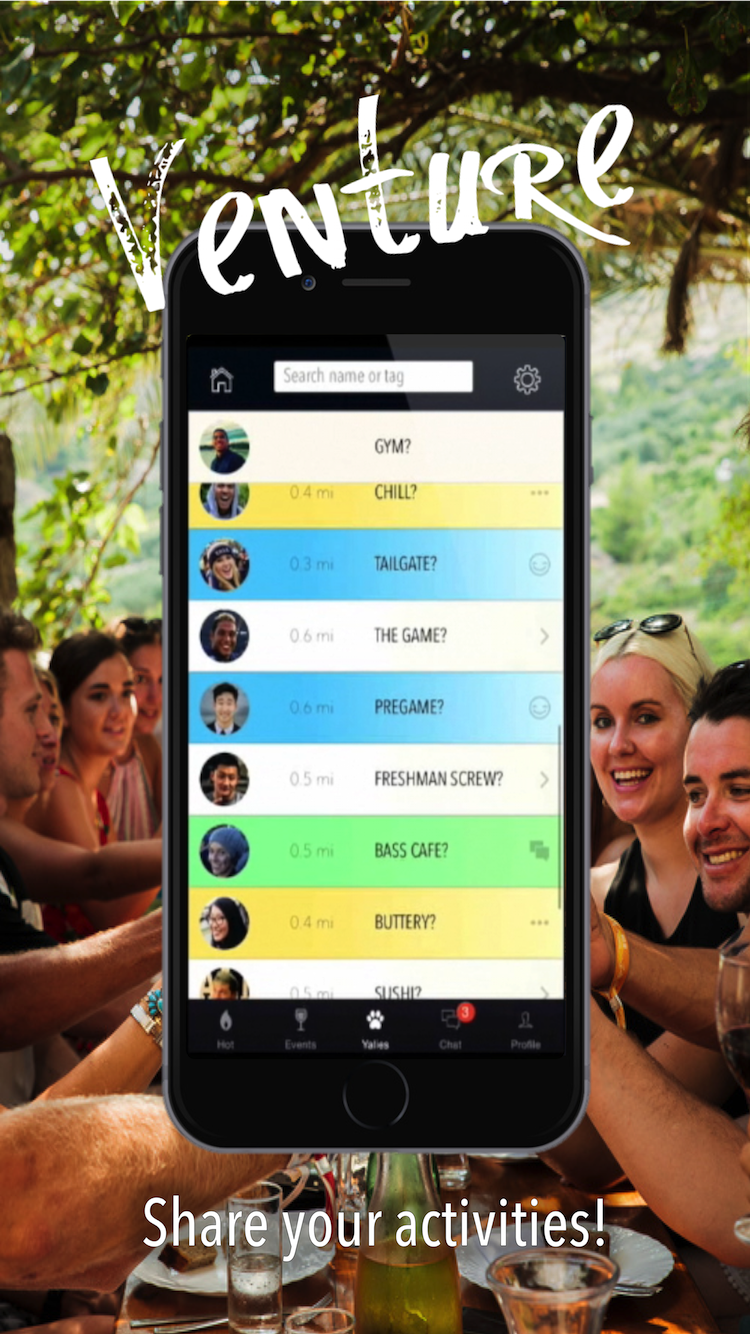 Venture
Search name or tag
GYM?
0.4 mi CHILL?
0.3 mi TAILGATE?
0.6 mi THE GAME?
0.6 mi PREGAME?
0.5 mi FRESHMAN SCREW?
0.5 mi BASS CAFE?
0.4 mi BUTTERY?
0.5 mi SUSHI?
3
Hot Events Yalies Chat Profile
Share your activities!